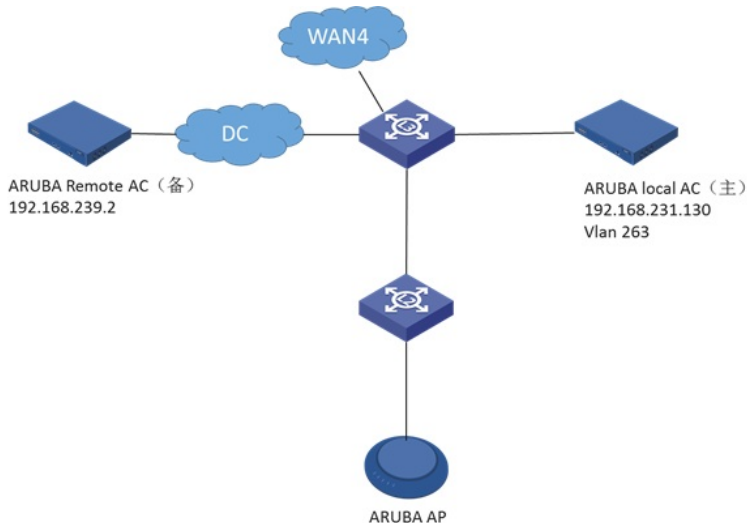 WAN4
DC
ARUBA Remote AC（备）
192.168.239.2
ARUBA local AC（主）
192.168.231.130
Vlan 263
ARUBA AP